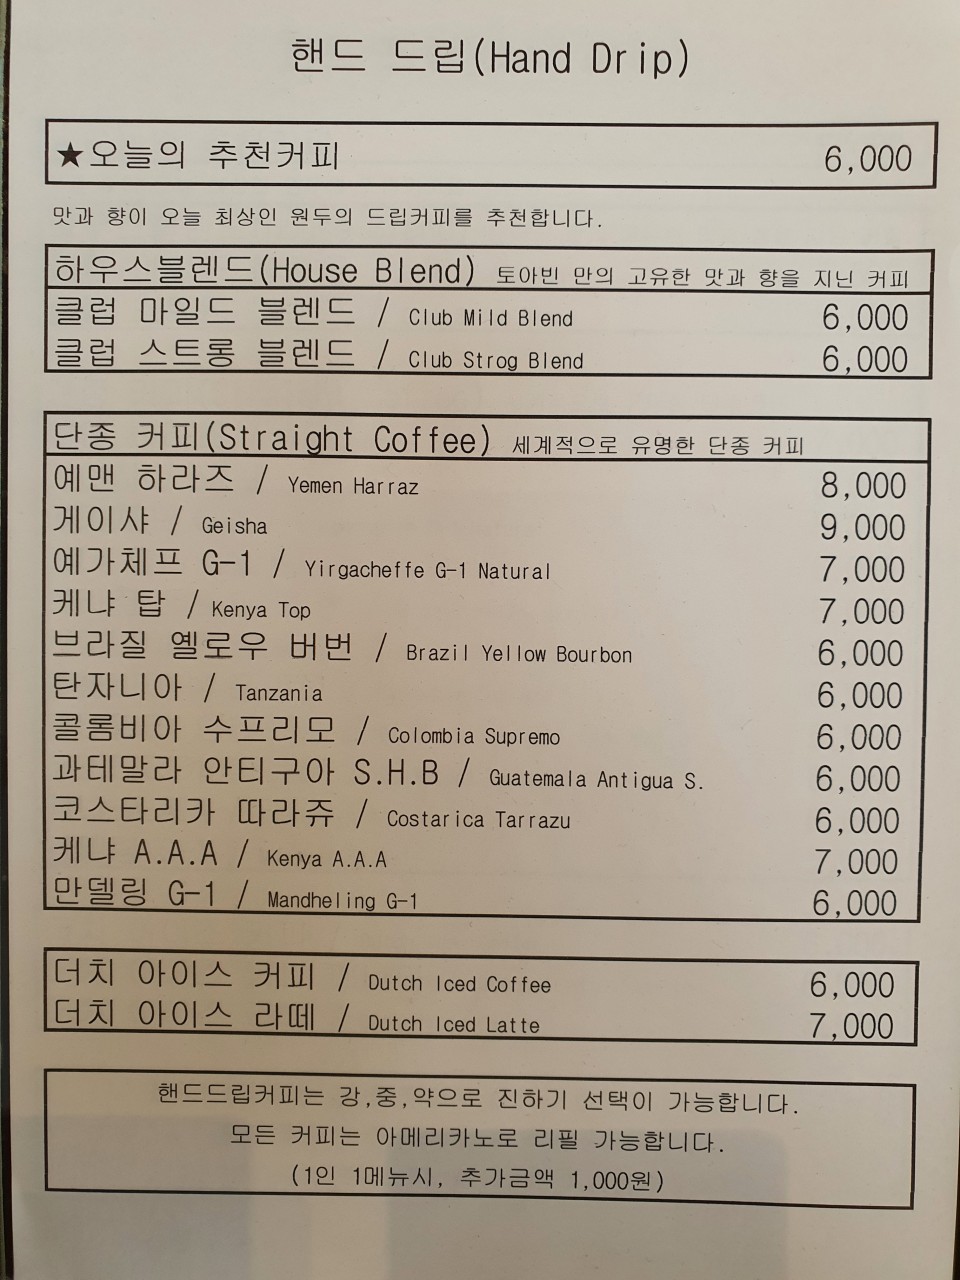 핸드 드립(Hand Drip)
★오늘의 추천커피 6,000
맛과 향이 오늘 최상인 원두의 드립커피를 추천합니다.
하우스블렌드(House Blend) 토아빈 만의 고유한 맛과 향을 지닌 커피
클럽 마일드 블렌드 / Club Mild Blend 6,000
클럽 스트롱 블렌드 / Club Strog Blend 6,000
단종 커피(Straight Coffee) 세계적으로 유명한 단종 커피
예맨 하라즈 / Yemen Harraz 8,000
게이샤 / Geisha 9,000
예가체프 G-1 / Yirgacheffe G-1 Natural 7,000
케냐 탑 / Kenya Top 7,000
브라질 옐로우 버번 / Brazil Yellow Bourbon 6,000
탄자니아 / Tanzania 6,000
콜롬비아 수프리모 / Colombia Supremo 6,000
과테말라 안티구아 S.H.B / Guatemala Antigua S. 6,000
코스타리카 따라쥬 / Costarica Tarrazu 6,000
케냐 A.A.A / Kenya A.A.A 7,000
만델링 G-1 / Mandheling G-1 6,000
더치 아이스 커피 / Dutch Iced Coffee 6,000
더치 아이스 라떼 / Dutch Iced Latte 7,000
핸드드립커피는 강,중,약으로 진하기 선택이 가능합니다.
모든 커피는 아메리카노로 리필 가능합니다.
(1인 1메뉴시, 추가금액 1,000원)